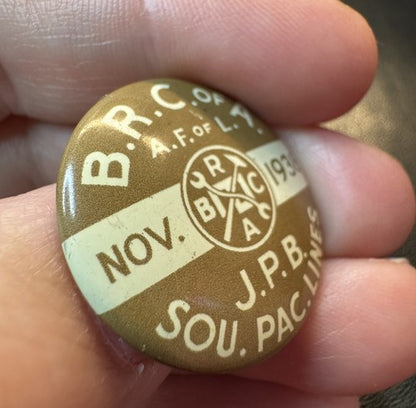 B.R.C. OF A.
A.F. OF L.
B R C A
NOV.
J.P.B.
SOU. PAC. LINES